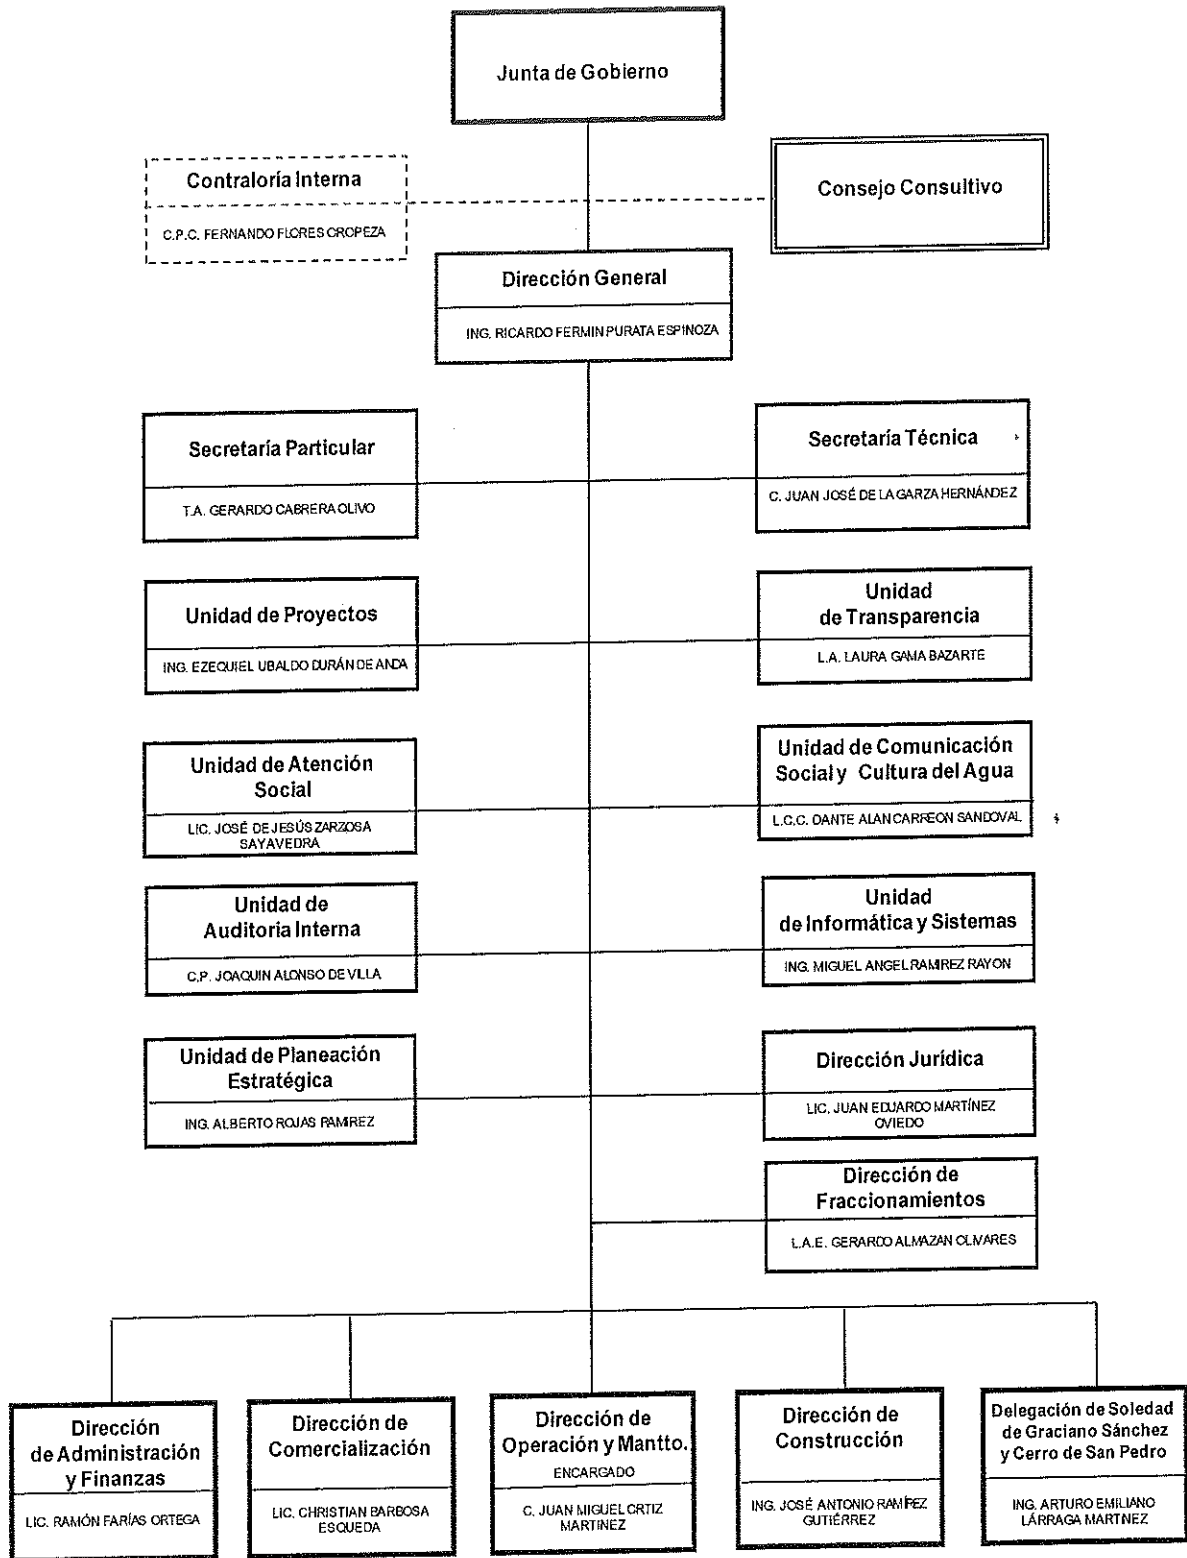 Junta de Gobierno
Contraloría Interna
C.P.C. FERNANDO FLORES OROPEZA
Consejo Consultivo
Dirección General
ING. RICARDO FERMIN PURATA ESPINOZA
Secretaría Particular
T.A. GERARDO CABRERA OLIVO
Secretaría Técnica
C. JUAN JOSÉ DE LA GARZA HERNÁNDEZ
Unidad de Proyectos
ING. EZEQUIEL UBALDO DURÁN DE ANDA
Unidad
de Transparencia
L.A. LAURA GAMA BAZARTE
Unidad de Atención
Social
LIC. JOSÉ DE JESÚS ZARZOSA
SAYAVEDRA
Unidad de Comunicación
Social y Cultura del Agua
L.C.C. DANTE ALAN CARREON SANDOVAL
Unidad de
Auditoria Interna
C.P. JOAQUIN ALONSO DE VILLA
Unidad
de Informática y Sistemas
ING. MIGUEL ANGEL RAMIREZ RAYON
Unidad de Planeación
Estratégica
ING. ALBERTO ROJAS RAMIREZ
Dirección Jurídica
LIC. JUAN EDUARDO MARTÍNEZ
OVIEDO
Dirección de
Fraccionamientos
L.A.E. GERARDO ALMAZAN OLIVARES
Dirección
de Administración
y Finanzas
LIC. RAMÓN FARÍAS ORTEGA
Dirección de
Comercialización
LIC. CHRISTIAN BARBOSA
ESQUEDA
Dirección de
Operación y Mantto.
ENCARGADO
C. JUAN MIGUEL ORTIZ
MARTINEZ
Dirección de
Construcción
ING. JOSÉ ANTONIO RAMÍREZ
GUTIÉRREZ
Delegación de Soledad
de Graciano Sánchez
y Cerro de San Pedro
ING. ARTURO EMILIANO
LÁRRAGA MARTINEZ